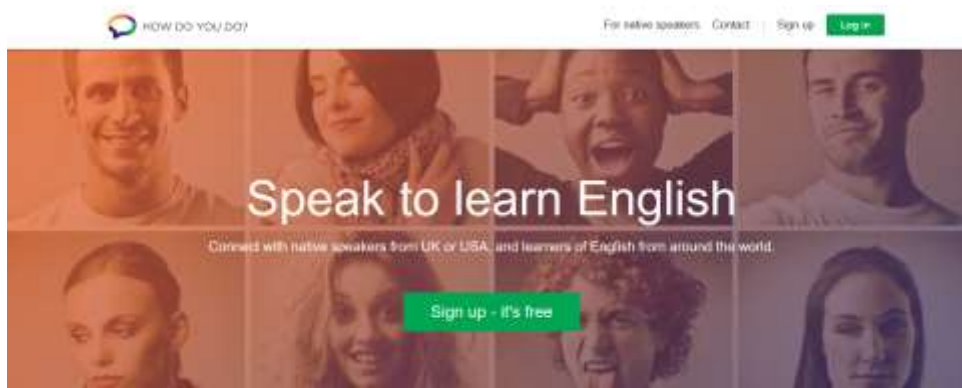 HOW DO YOU DO?
For native speakers Contact Sign up Log in
Speak to learn English
Connect with native speakers from UK or USA, and learners of English from around the world.
Sign up - it's free